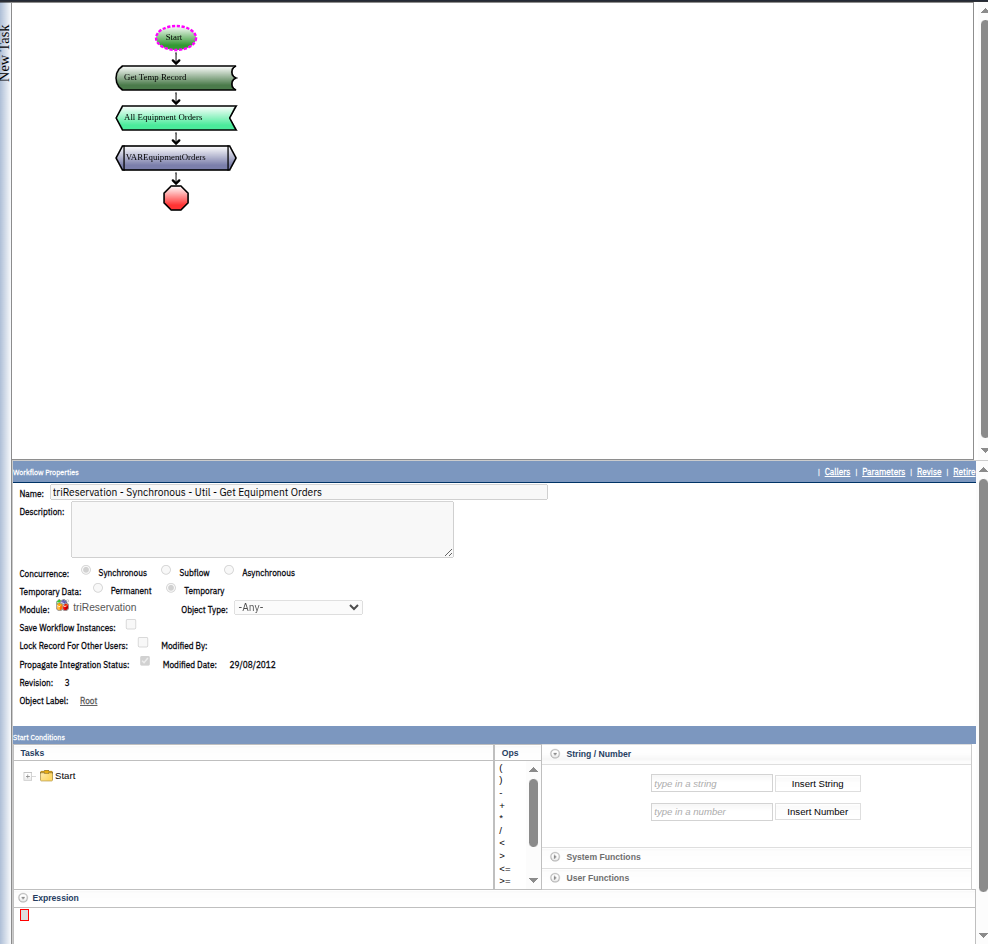 New Task
Start
Get Temp Record
All Equipment Orders
VAREquipmentOrders
Workflow Properties | Callers | Parameters | Revise | Retire
Name: triReservation - Synchronous - Util - Get Equipment Orders
Description:
Concurrence: Synchronous Subflow Asynchronous
Temporary Data: Permanent Temporary
Module: triReservation Object Type: -Any-
Save Workflow Instances:
Lock Record For Other Users: Modified By:
Propagate Integration Status: Modified Date: 29/08/2012
Revision: 3
Object Label: Root
Start Conditions
Tasks
Start
Ops
(
)
-
+
*
/
<
>
<=
>=
String / Number
type in a string Insert String
type in a number Insert Number
System Functions
User Functions
Expression